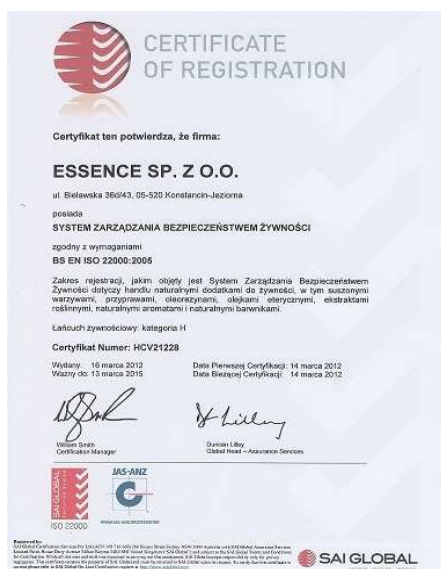 CERTIFICATE
OF REGISTRATION
Certyfikat ten potwierdza, że firma:
ESSENCE SP. Z O.O.
ul. Bielawska 36d/43, 05-520 Konstancin-Jeziorna
posiada
SYSTEM ZARZĄDZANIA BEZPIECZEŃSTWEM ŻYWNOŚCI
zgodny z wymaganiami
BS EN ISO 22000:2005
Zakres rejestracji, jakim objęty jest System Zarządzania Bezpieczeństwem
Żywności dotyczy handlu naturalnymi dodatkami do żywności, w tym suszonymi
warzywami, przyprawami, oleorezynami, olejkami eterycznymi, ekstraktami
roślinnymi, naturalnymi aromatami i naturalnymi barwnikami.
Łańcuch żywnościowy: kategoria H
Certyfikat Numer: HCV21228
Wydany: 16 marca 2012 Data Pierwszej Certyfikacji: 14 marca 2012
Ważny do: 13 marca 2015 Data Bieżącej Certyfikacji: 14 marca 2012
William Smith Duncan Lilley
Certification Manager Global Head – Assurance Services
SAI GLOBAL
JAS-ANZ
ISO 22000
Registered by:
SAI GLOBAL